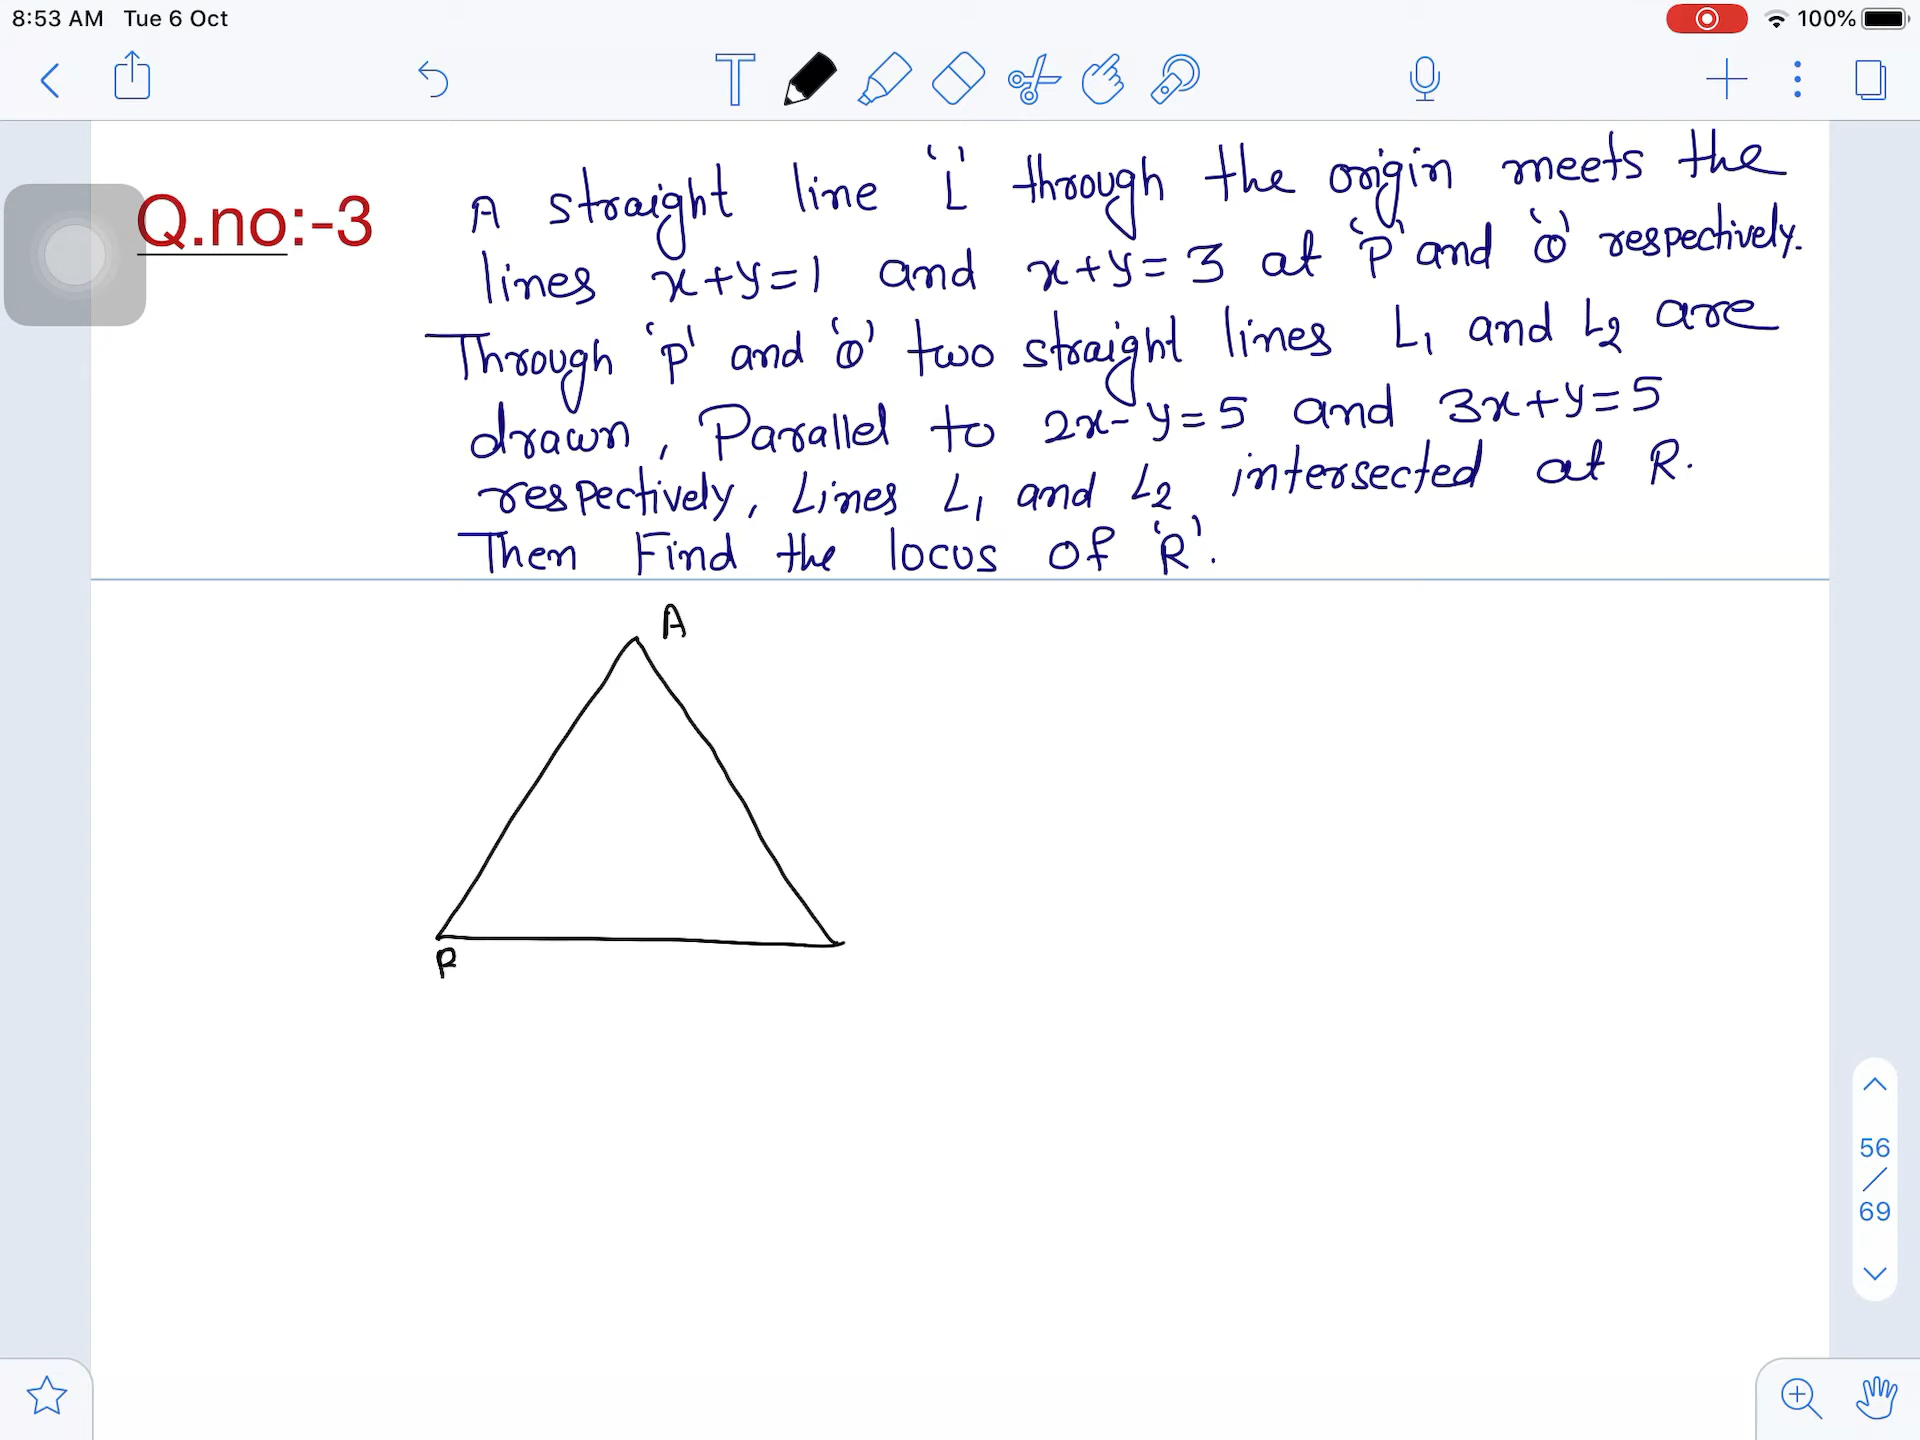 8:53 AM Tue 6 Oct 100%
Q.no:-3
A straight line 'L' through the origin meets the
lines x+y=1 and x+y=3 at 'P' and 'Q' respectively.
Through 'P' and 'Q' two straight lines L₁ and L₂ are
drawn, Parallel to 2x-y=5 and 3x+y=5
respectively, Lines L₁ and L₂ intersected at R.
Then Find the locus of 'R'.
A
56
/
69